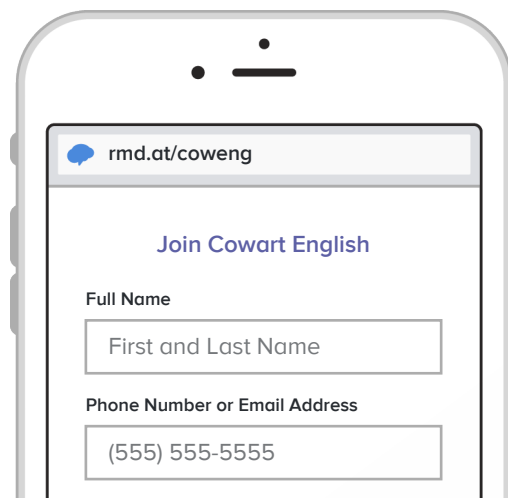 rmd.at/coweng
Join Cowart English
Full Name
First and Last Name
Phone Number or Email Address
(555) 555-5555